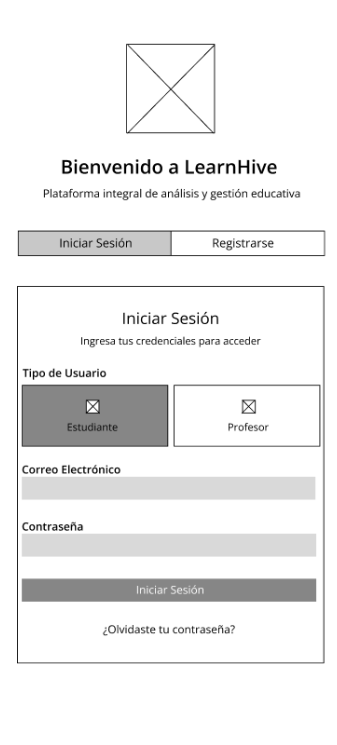 Bienvenido a LearnHive
Plataforma integral de análisis y gestión educativa
Iniciar Sesión
Registrarse
Iniciar Sesión
Ingresa tus credenciales para acceder
Tipo de Usuario
Estudiante
Profesor
Correo Electrónico
Contraseña
Iniciar Sesión
¿Olvidaste tu contraseña?